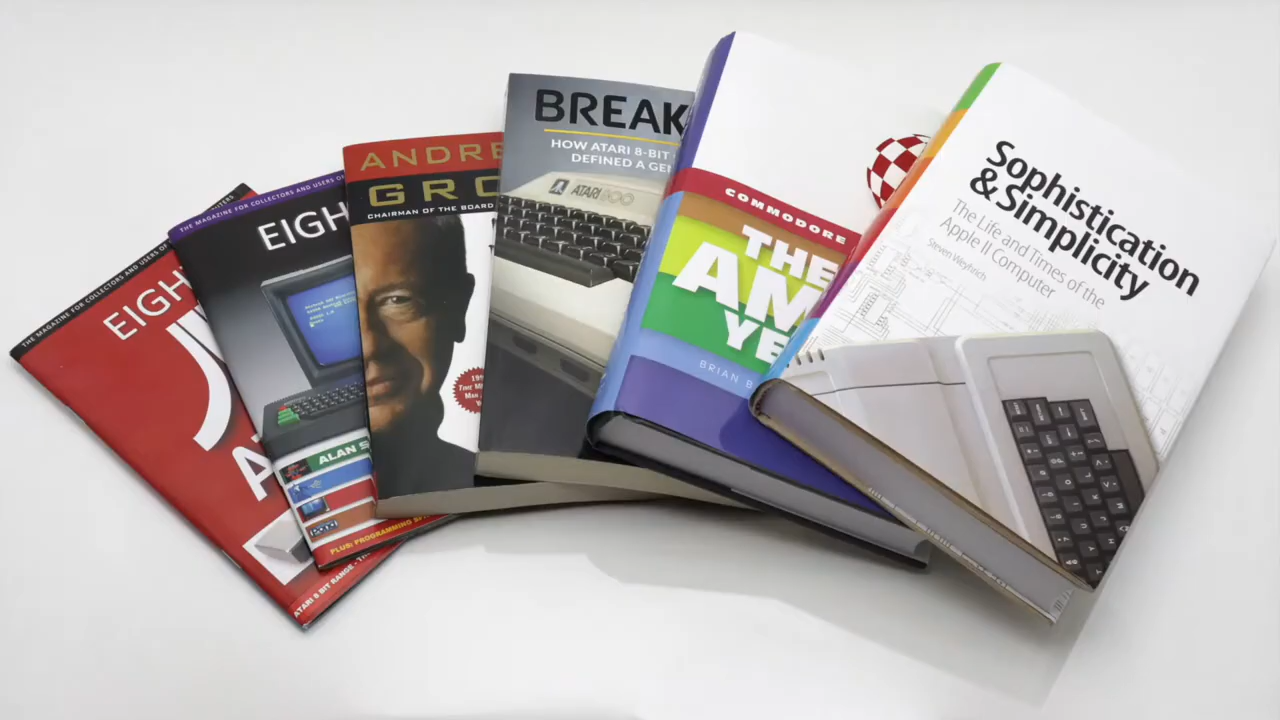 THE MAGAZINE FOR COLLECTORS AND USERS OF
EIGH
A
ATARI 8 BIT RANGE - T
THE MAGAZINE FOR COLLECTORS AND USERS OF
EIGH
ALAN S
PLUS: PROGRAMMING
ANDRE
GRO
CHAIRMAN OF THE BOARD
BREAK
HOW ATARI 8-BIT
DEFINED A GE
ATARI 800
COMMODORE
THE
AM
YE
BRIAN B
Sophistication
& Simplicity
The Life and Times of the
Apple II Computer
Steven Weyhrich